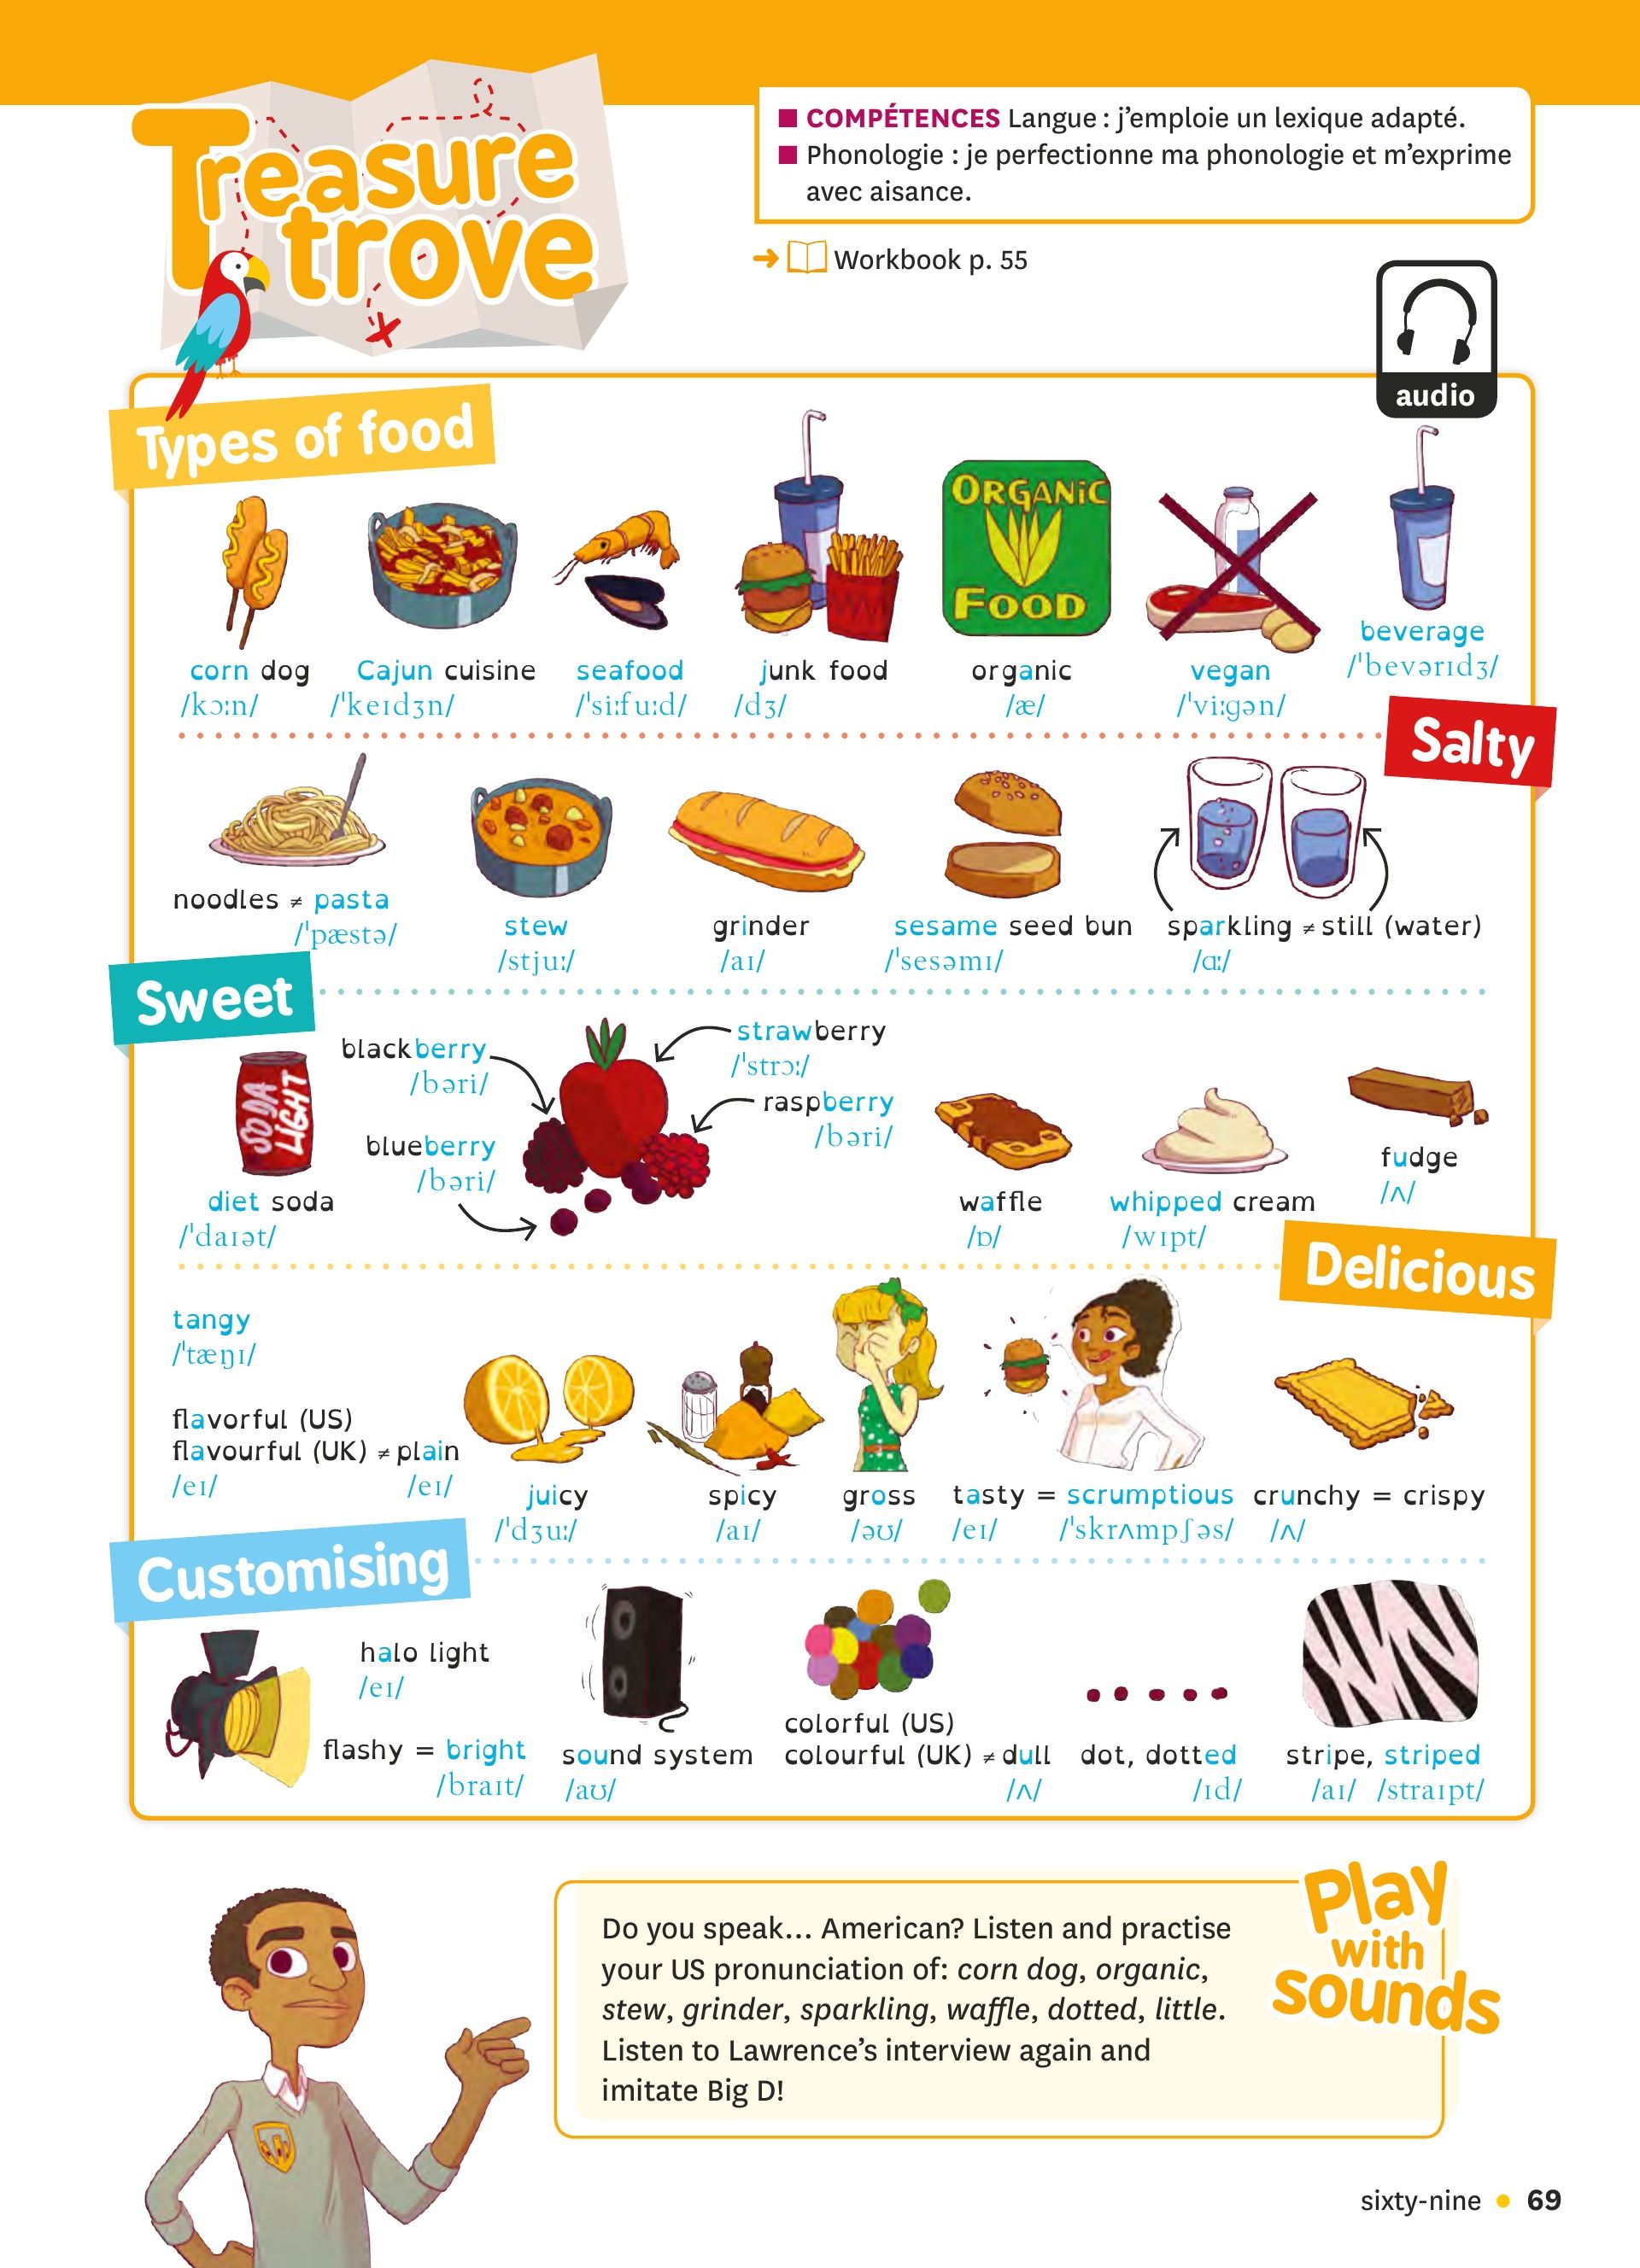 Treasure
trove
■ COMPÉTENCES Langue : j'emploie un lexique adapté.
■ Phonologie : je perfectionne ma phonologie et m'exprime
avec aisance.
➔ Workbook p. 55
audio
Types of food
ORGANIC
FOOD
corn dog
/kɔːn/
Cajun cuisine
/ˈkeɪdʒn/
seafood
/ˈsiːfuːd/
junk food
/dʒ/
organic
/æ/
vegan
/ˈviːgən/
beverage
/ˈbevərɪdʒ/
Salty
noodles ≠ pasta
/ˈpæstə/
stew
/stjuː/
grinder
/aɪ/
sesame seed bun
/ˈsesəmɪ/
sparkling ≠ still (water)
/ɑː/
Sweet
SODA
LIGHT
diet soda
/ˈdaɪət/
blackberry
/bəri/
blueberry
/bəri/
strawberry
/ˈstrɔː/
raspberry
/bəri/
waffle
/ɒ/
whipped cream
/wɪpt/
fudge
/ʌ/
Delicious
tangy
/ˈtæŋɪ/
flavorful (US)
flavourful (UK) ≠ plain
/eɪ/ /eɪ/
juicy
/ˈdʒuː/
spicy
/aɪ/
gross
/əʊ/
tasty = scrumptious
/eɪ/ /ˈskrʌmpʃəs/
crunchy = crispy
/ʌ/
Customising
halo light
/eɪ/
flashy = bright
/braɪt/
sound system
/aʊ/
colorful (US)
colourful (UK) ≠ dull
/ʌ/
dot, dotted
/ɪd/
stripe, striped
/aɪ/ /straɪpt/
Play
with
sounds
Do you speak... American? Listen and practise
your US pronunciation of: corn dog, organic,
stew, grinder, sparkling, waffle, dotted, little.
Listen to Lawrence's interview again and
imitate Big D!
sixty-nine • 69